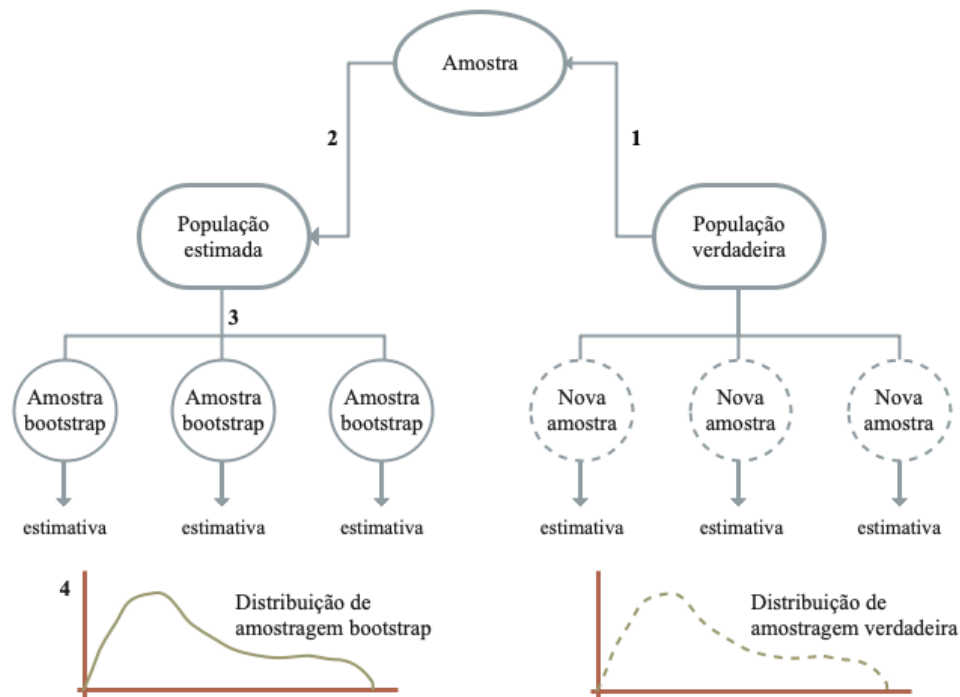 Amostra
2
1
População
estimada
População
verdadeira
3
Amostra
bootstrap
Amostra
bootstrap
Amostra
bootstrap
Nova
amostra
Nova
amostra
Nova
amostra
estimativa
estimativa
estimativa
estimativa
estimativa
estimativa
4
Distribuição de
amostragem bootstrap
Distribuição de
amostragem verdadeira